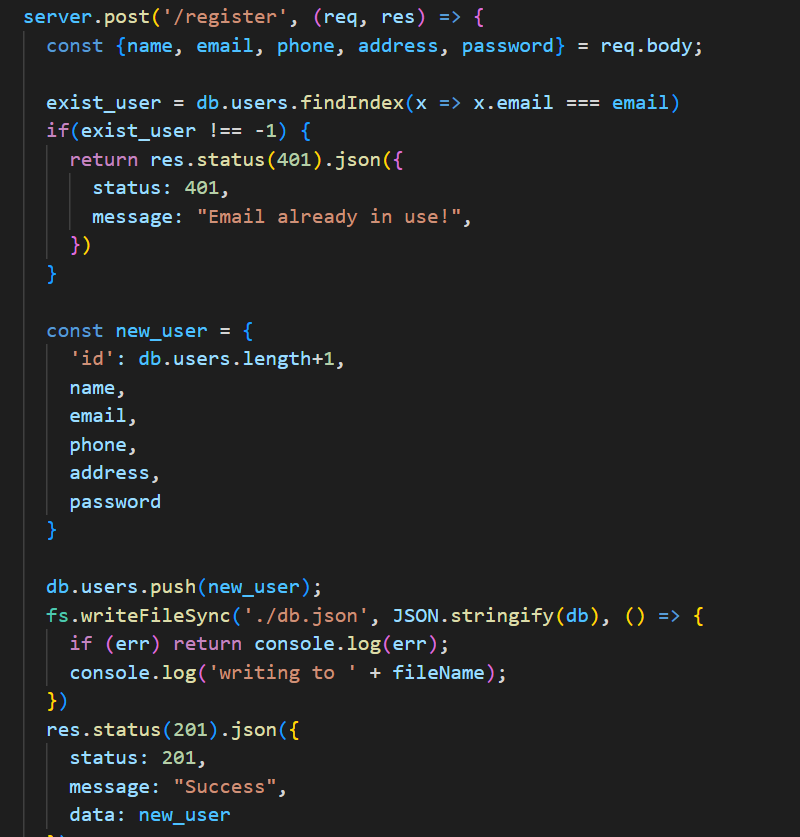 server.post('/register', (req, res) => {
const {name, email, phone, address, password} = req.body;
exist_user = db.users.findIndex(x => x.email === email)
if(exist_user !== -1) {
return res.status(401).json({
status: 401,
message: "Email already in use!",
})
}
const new_user = {
'id': db.users.length+1,
name,
email,
phone,
address,
password
}
db.users.push(new_user);
fs.writeFileSync('./db.json', JSON.stringify(db), () => {
if (err) return console.log(err);
console.log('writing to ' + fileName);
})
res.status(201).json({
status: 201,
message: "Success",
data: new_user